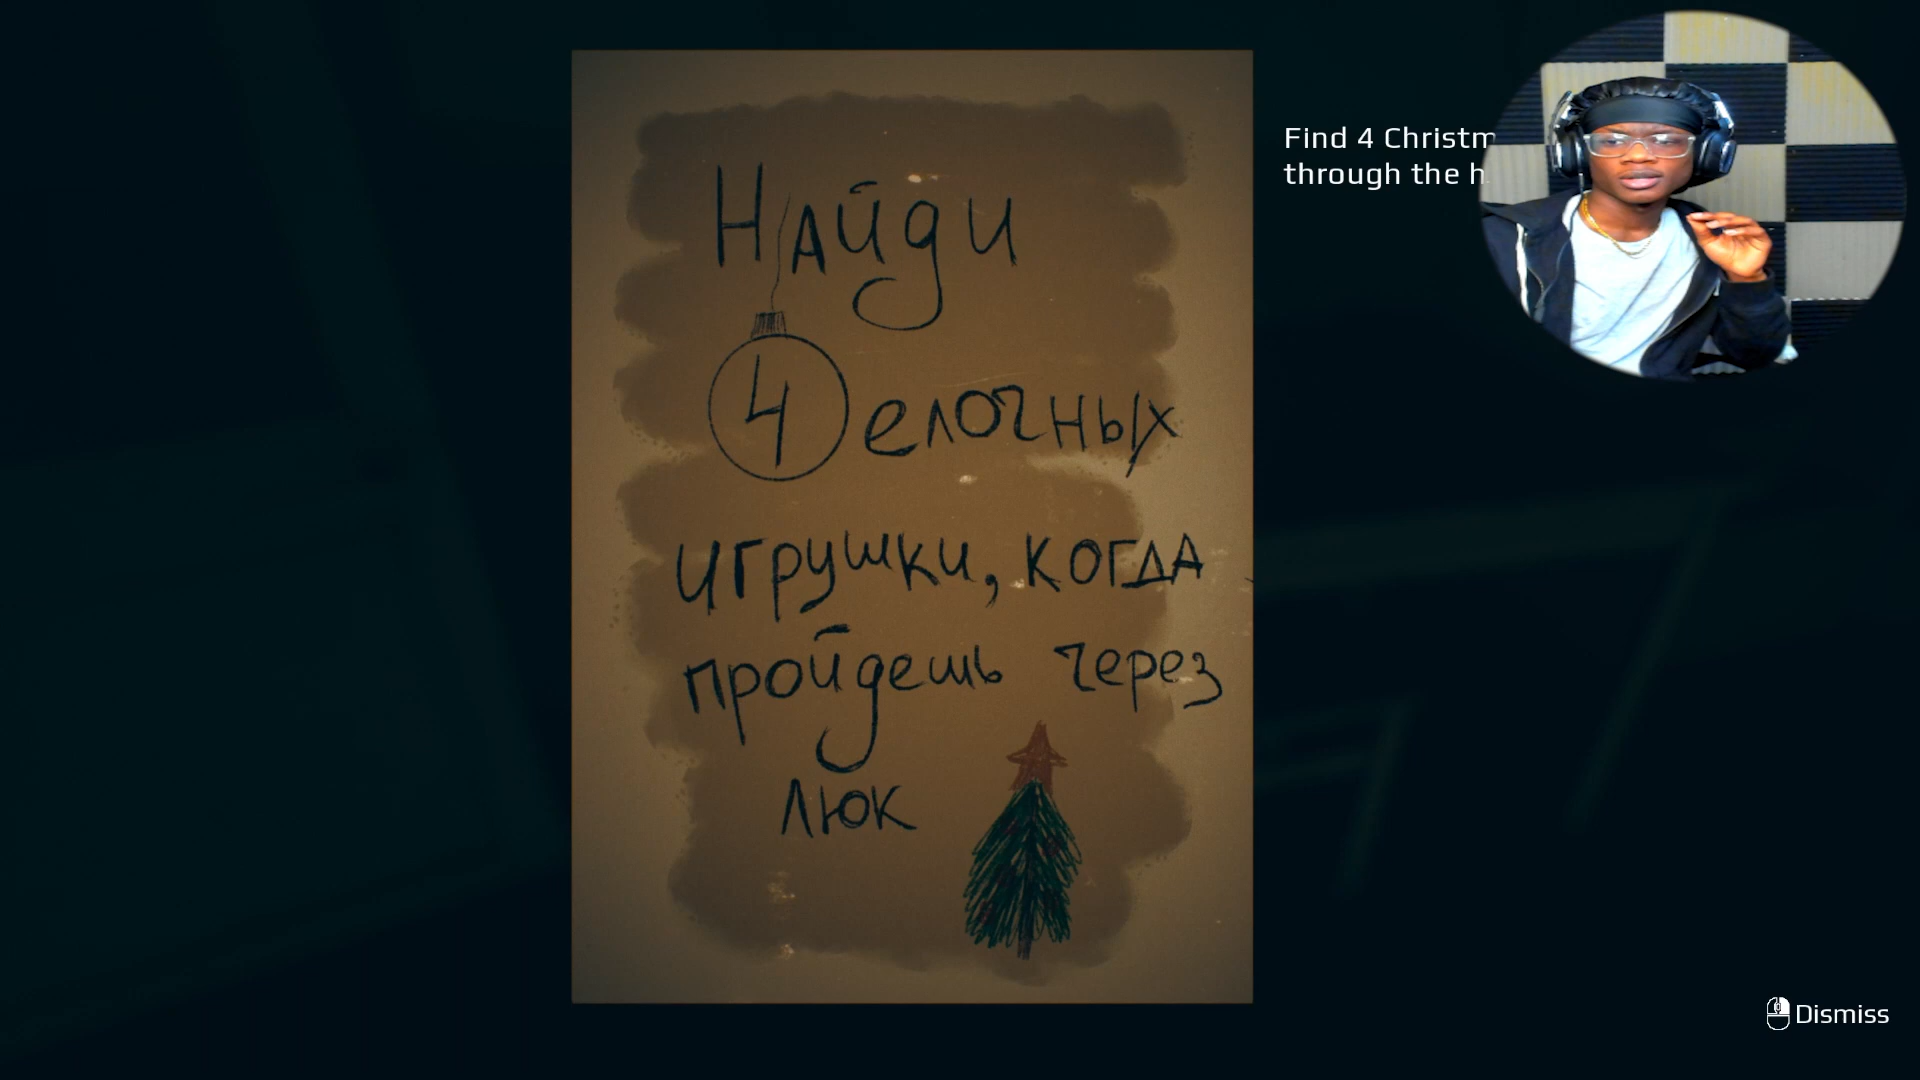 Найди
4 елочных
игрушки, когда
пройдешь через
люк
Find 4 Christm
through the h
Dismiss